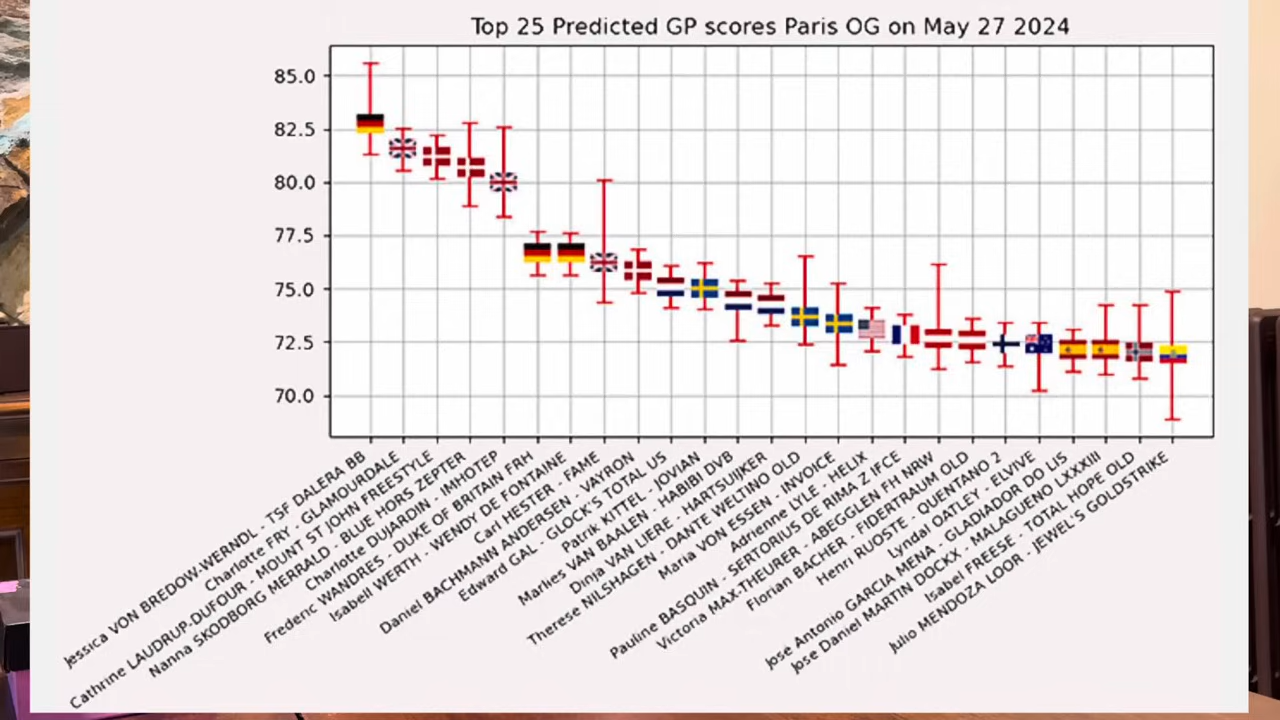 Top 25 Predicted GP scores Paris OG on May 27 2024
85.0
82.5
80.0
77.5
75.0
72.5
70.0
Jessica VON BREDOW-WERNDL - TSF DALERA BB
Charlotte FRY - GLAMOURDALE
Cathrine LAUDRUP-DUFOUR - MOUNT ST JOHN FREESTYLE
Nanna SKODBORG MERRALD - BLUE HORS ZEPTER
Charlotte DUJARDIN - IMHOTEP
Frederic WANDRES - DUKE OF BRITAIN FRH
Isabell WERTH - WENDY DE FONTAINE
Carl HESTER - FAME
Daniel BACHMANN ANDERSEN - VAYRON
Edward GAL - GLOCK'S TOTAL US
Patrik KITTEL - JOVIAN
Marlies VAN BAALEN - HABIBI DVB
Dinja VAN LIERE - HARTSUIJKER
Therese NILSHAGEN - DANTE WELTINO OLD
Maria VON ESSEN - INVOICE
Adrienne LYLE - HELIX
Pauline BASQUIN - SERTORIUS DE RIMA Z IFCE
Victoria MAX-THEURER - ABEGGLEN FH NRW
Florian BACHER - FIDERTRAUM OLD
Henri RUOSTE - QUENTANO 2
Lyndal OATLEY - ELVIVE
Jose Antonio GARCIA MENA - GLADIADOR DO LIS
Jose Daniel MARTIN DOCKX - MALAGUENO LXXXIII
Isabel FREESE - TOTAL HOPE OLD
Julio MENDOZA LOOR - JEWEL'S GOLDSTRIKE